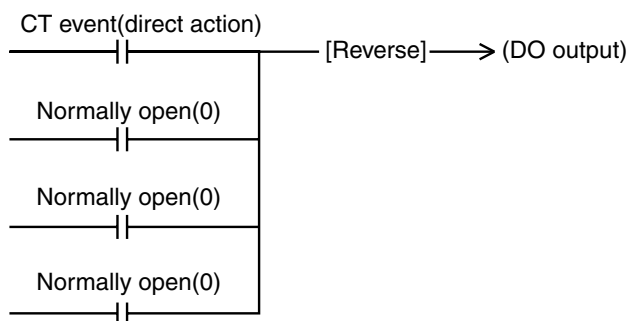 CT event(direct action)
[Reverse] (DO output)
Normally open(0)
Normally open(0)
Normally open(0)